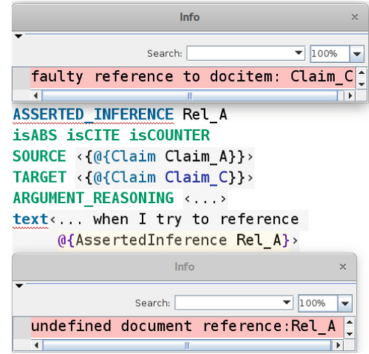 Info ×
Search: 100%
faulty reference to docitem: Claim_C
ASSERTED_INFERENCE Rel_A
isABS isCITE isCOUNTER
SOURCE ‹{@{Claim Claim_A}}›
TARGET ‹{@{Claim Claim_C}}›
ARGUMENT_REASONING ‹...›
text‹... when I try to reference
@{AssertedInference Rel_A}›
Info ×
Search: 100%
undefined document reference:Rel_A